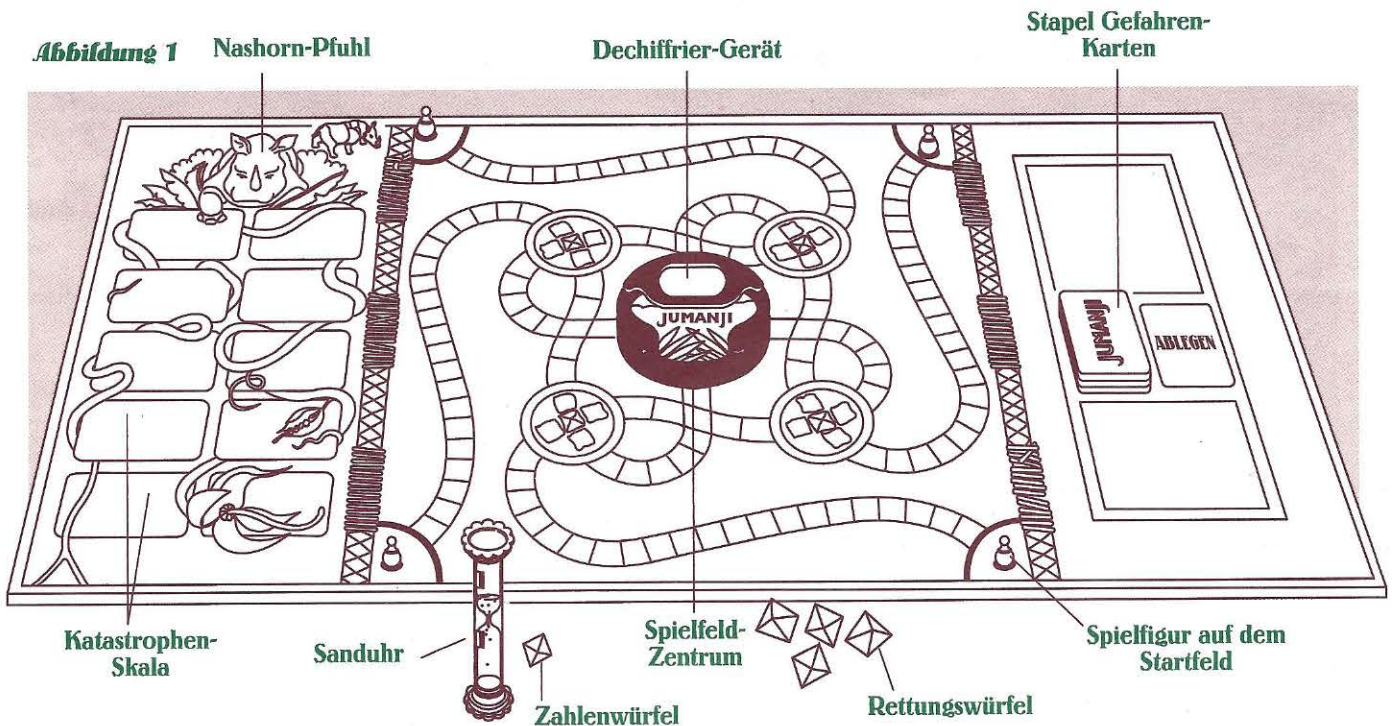 Abbildung 1
Nashorn-Pfuhl
Dechiffrier-Gerät
Stapel Gefahren-
Karten
JUMANJI
JUMANJI
ABLEGEN
Katastrophen-
Skala
Sanduhr
Zahlenwürfel
Spielfeld-
Zentrum
Rettungswürfel
Spielfigur auf dem
Startfeld